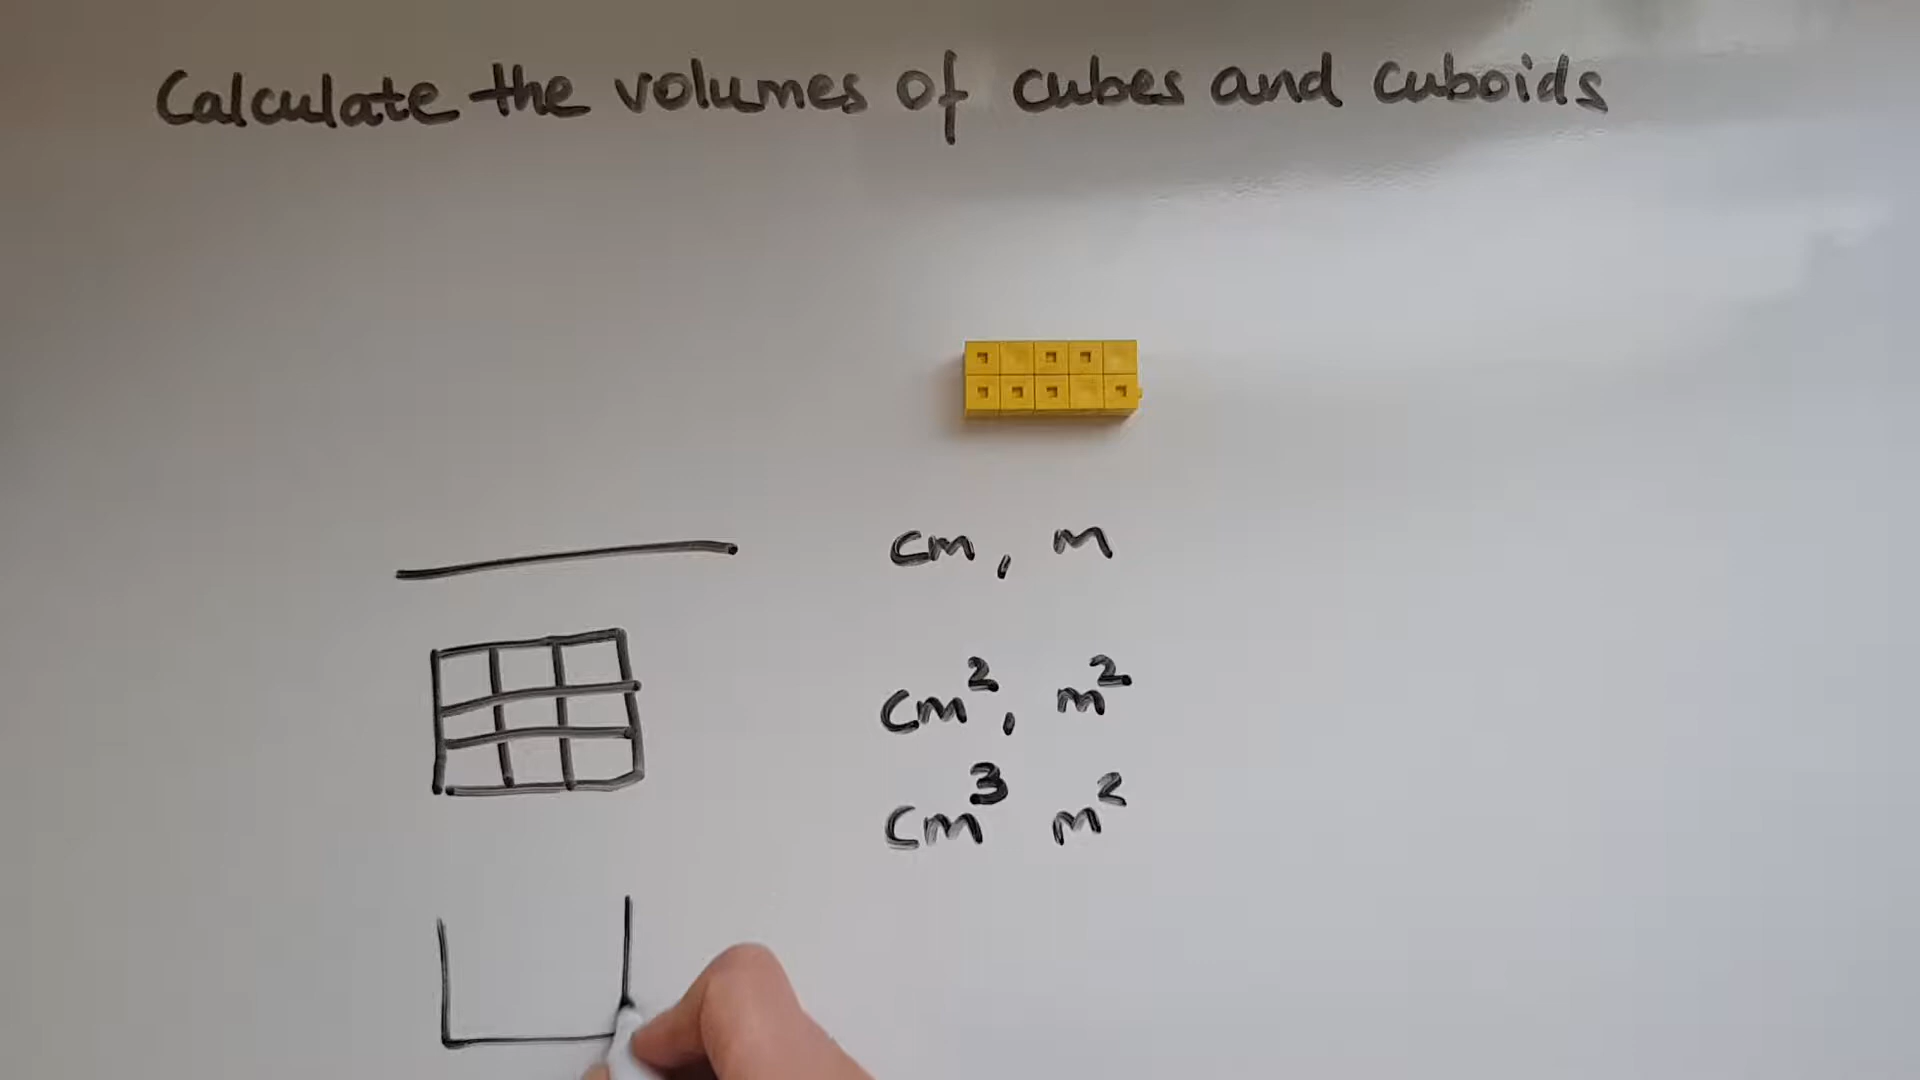 Calculate the volumes of cubes and cuboids
cm, m
cm², m²
cm³ m²